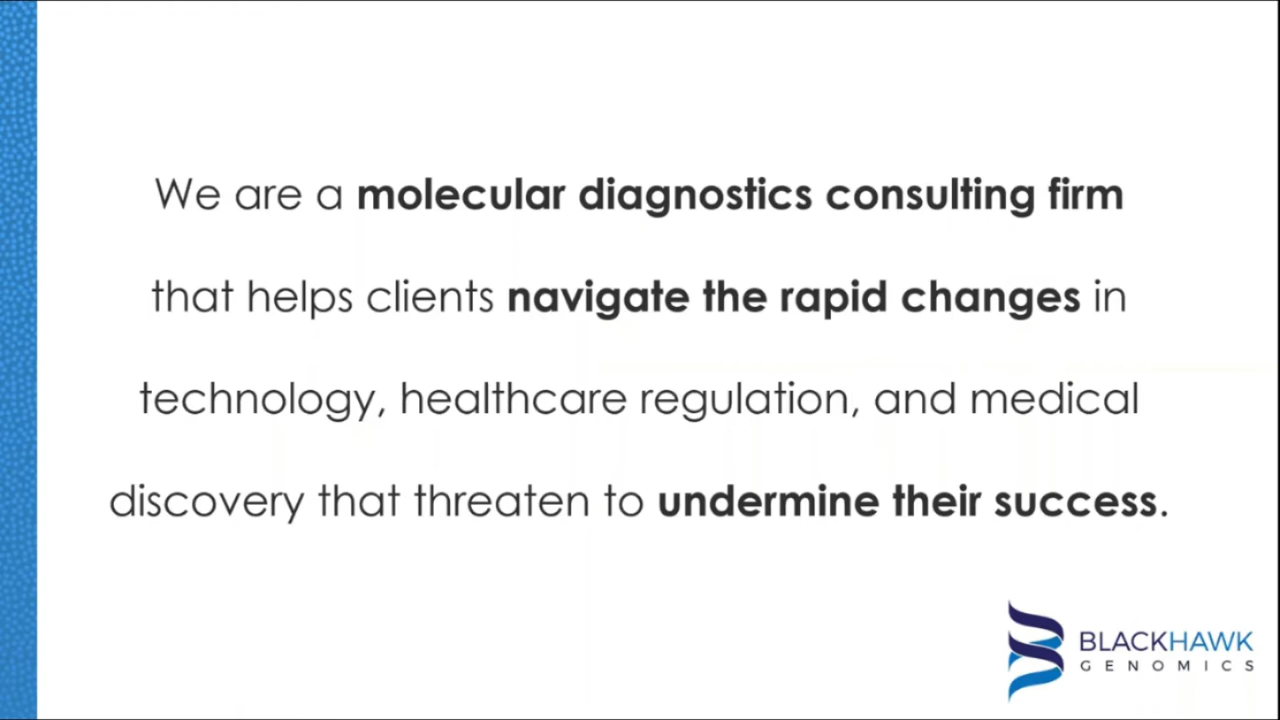 We are a molecular diagnostics consulting firm
that helps clients navigate the rapid changes in
technology, healthcare regulation, and medical
discovery that threaten to undermine their success.
BLACKHAWK
GENOMICS